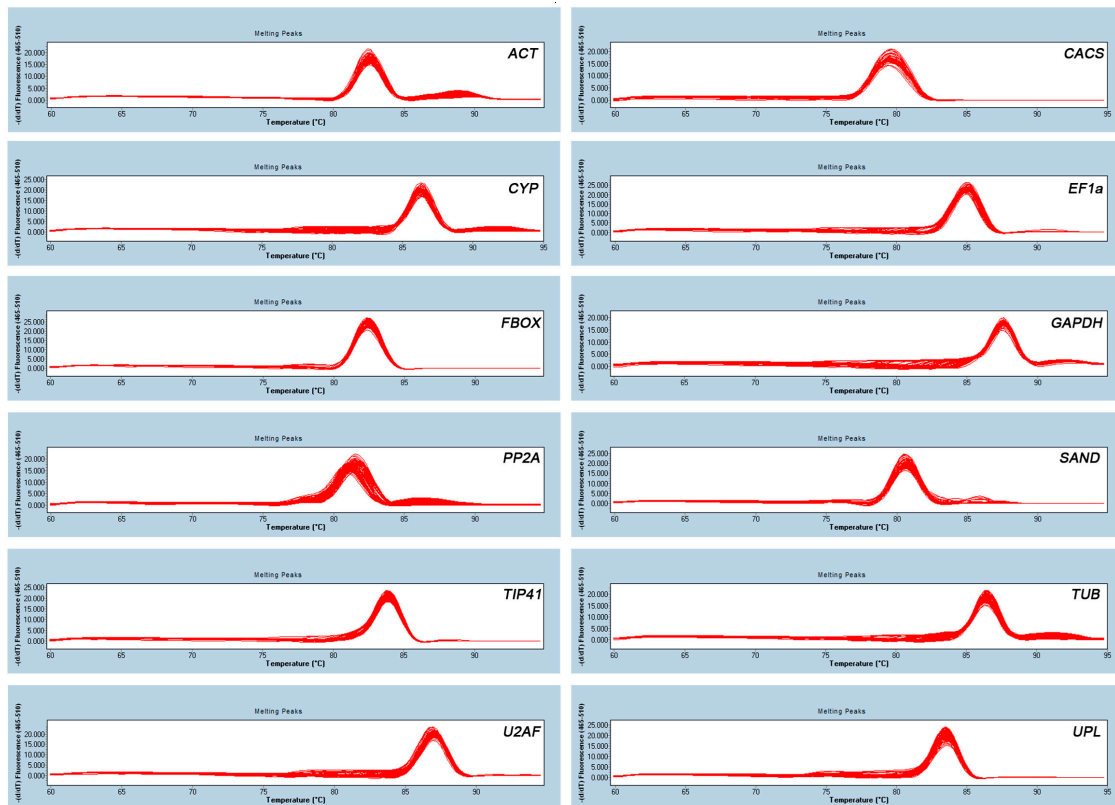 Melting Peaks
ACT
-(d/dT) Fluorescence (465-510)
20.000
15.000
10.000
5.000
0.000
60 65 70 75 80 85 90
Temperature (°C)
Melting Peaks
CACS
-(d/dT) Fluorescence (465-510)
20.000
15.000
10.000
5.000
0.000
60 65 70 75 80 85 90 95
Temperature (°C)
Melting Peaks
CYP
-(d/dT) Fluorescence (465-510)
25.000
20.000
15.000
10.000
5.000
0.000
60 65 70 75 80 85 90 95
Temperature (°C)
Melting Peaks
EF1a
-(d/dT) Fluorescence (465-510)
25.000
20.000
15.000
10.000
5.000
0.000
60 65 70 75 80 85 90
Temperature (°C)
Melting Peaks
FBOX
-(d/dT) Fluorescence (465-510)
25.000
20.000
15.000
10.000
5.000
0.000
60 65 70 75 80 85 90
Temperature (°C)
Melting Peaks
GAPDH
-(d/dT) Fluorescence (465-510)
20.000
15.000
10.000
5.000
0.000
60 65 70 75 80 85 90 95
Temperature (°C)
Melting Peaks
PP2A
-(d/dT) Fluorescence (465-510)
20.000
15.000
10.000
5.000
0.000
60 65 70 75 80 85 90
Temperature (°C)
Melting Peaks
SAND
-(d/dT) Fluorescence (465-510)
25.000
20.000
15.000
10.000
5.000
0.000
60 65 70 75 80 85 90
Temperature (°C)
Melting Peaks
TIP41
-(d/dT) Fluorescence (465-510)
25.000
20.000
15.000
10.000
5.000
0.000
60 65 70 75 80 85 90
Temperature (°C)
Melting Peaks
TUB
-(d/dT) Fluorescence (465-510)
20.000
15.000
10.000
5.000
0.000
60 65 70 75 80 85 90 95
Temperature (°C)
Melting Peaks
U2AF
-(d/dT) Fluorescence (465-510)
25.000
20.000
15.000
10.000
5.000
0.000
60 65 70 75 80 85 90
Temperature (°C)
Melting Peaks
UPL
-(d/dT) Fluorescence (465-510)
25.000
20.000
15.000
10.000
5.000
0.000
60 65 70 75 80 85 90
Temperature (°C)